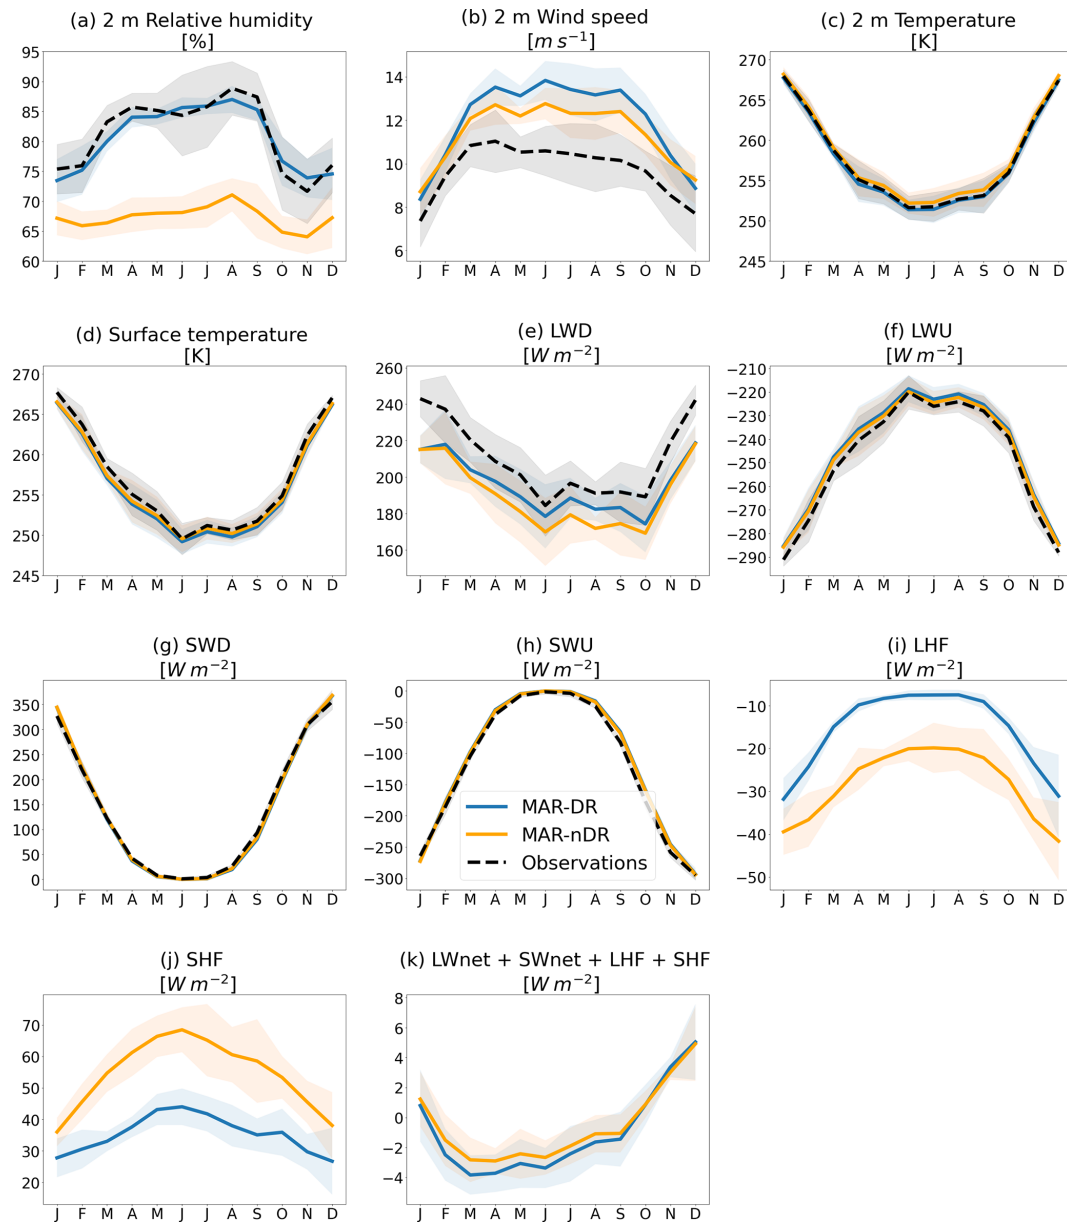 (a) 2 m Relative humidity
[%]
95
90
85
80
75
70
65
60
J F M A M J J A S O N D
(b) 2 m Wind speed
[m s−1]
14
12
10
8
6
J F M A M J J A S O N D
(c) 2 m Temperature
[K]
270
265
260
255
250
245
J F M A M J J A S O N D
(d) Surface temperature
[K]
270
265
260
255
250
245
J F M A M J J A S O N D
(e) LWD
[W m−2]
260
240
220
200
180
160
J F M A M J J A S O N D
(f) LWU
[W m−2]
−210
−220
−230
−240
−250
−260
−270
−280
−290
J F M A M J J A S O N D
(g) SWD
[W m−2]
350
300
250
200
150
100
50
0
J F M A M J J A S O N D
(h) SWU
[W m−2]
0
−50
−100
−150
−200
−250
−300
MAR-DR
MAR-nDR
Observations
J F M A M J J A S O N D
(i) LHF
[W m−2]
−10
−20
−30
−40
−50
J F M A M J J A S O N D
(j) SHF
[W m−2]
70
60
50
40
30
20
J F M A M J J A S O N D
(k) LWnet + SWnet + LHF + SHF
[W m−2]
8
6
4
2
0
−2
−4
J F M A M J J A S O N D